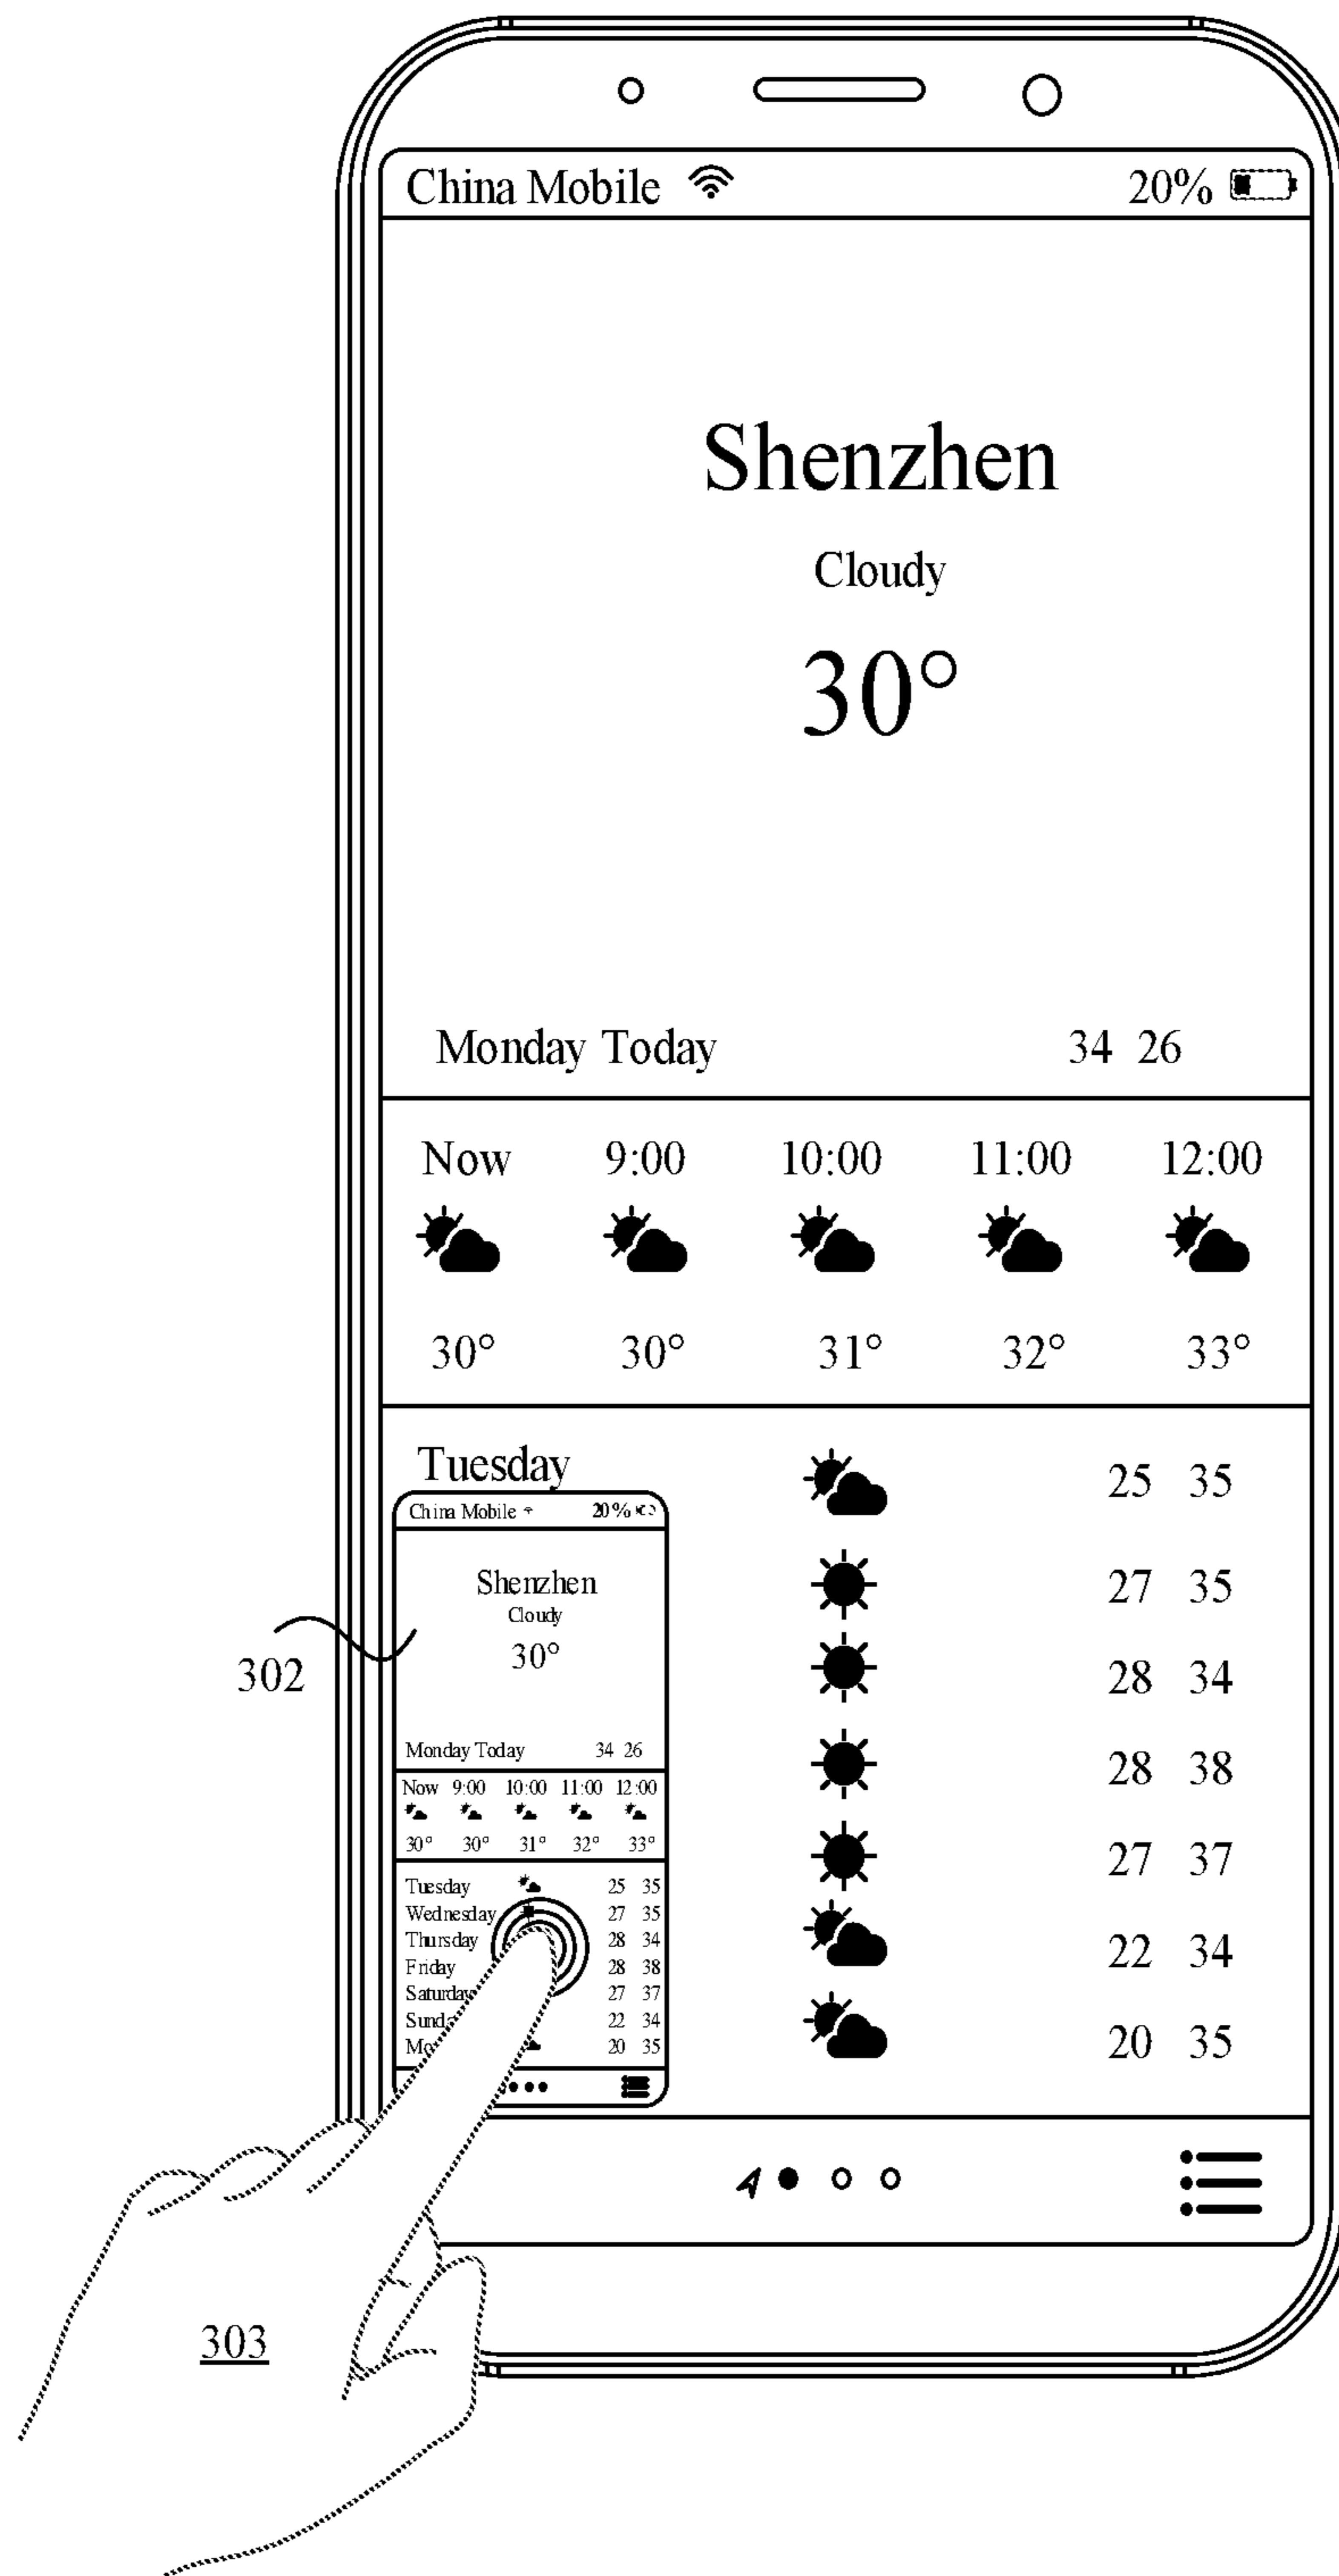 China Mobile 20%
Shenzhen
Cloudy
30°
Monday Today 34 26
Now 9:00 10:00 11:00 12:00
30° 30° 31° 32° 33°
Tuesday 25 35
27 35
28 34
28 38
27 37
22 34
20 35
China Mobile 20%
Shenzhen
Cloudy
30°
302
Monday Today 34 26
Now 9:00 10:00 11:00 12:00
30° 30° 31° 32° 33°
Tuesday 25 35
Wednesday 27 35
Thursday 28 34
Friday 28 38
Saturday 27 37
Sunda 22 34
Mo 20 35
303